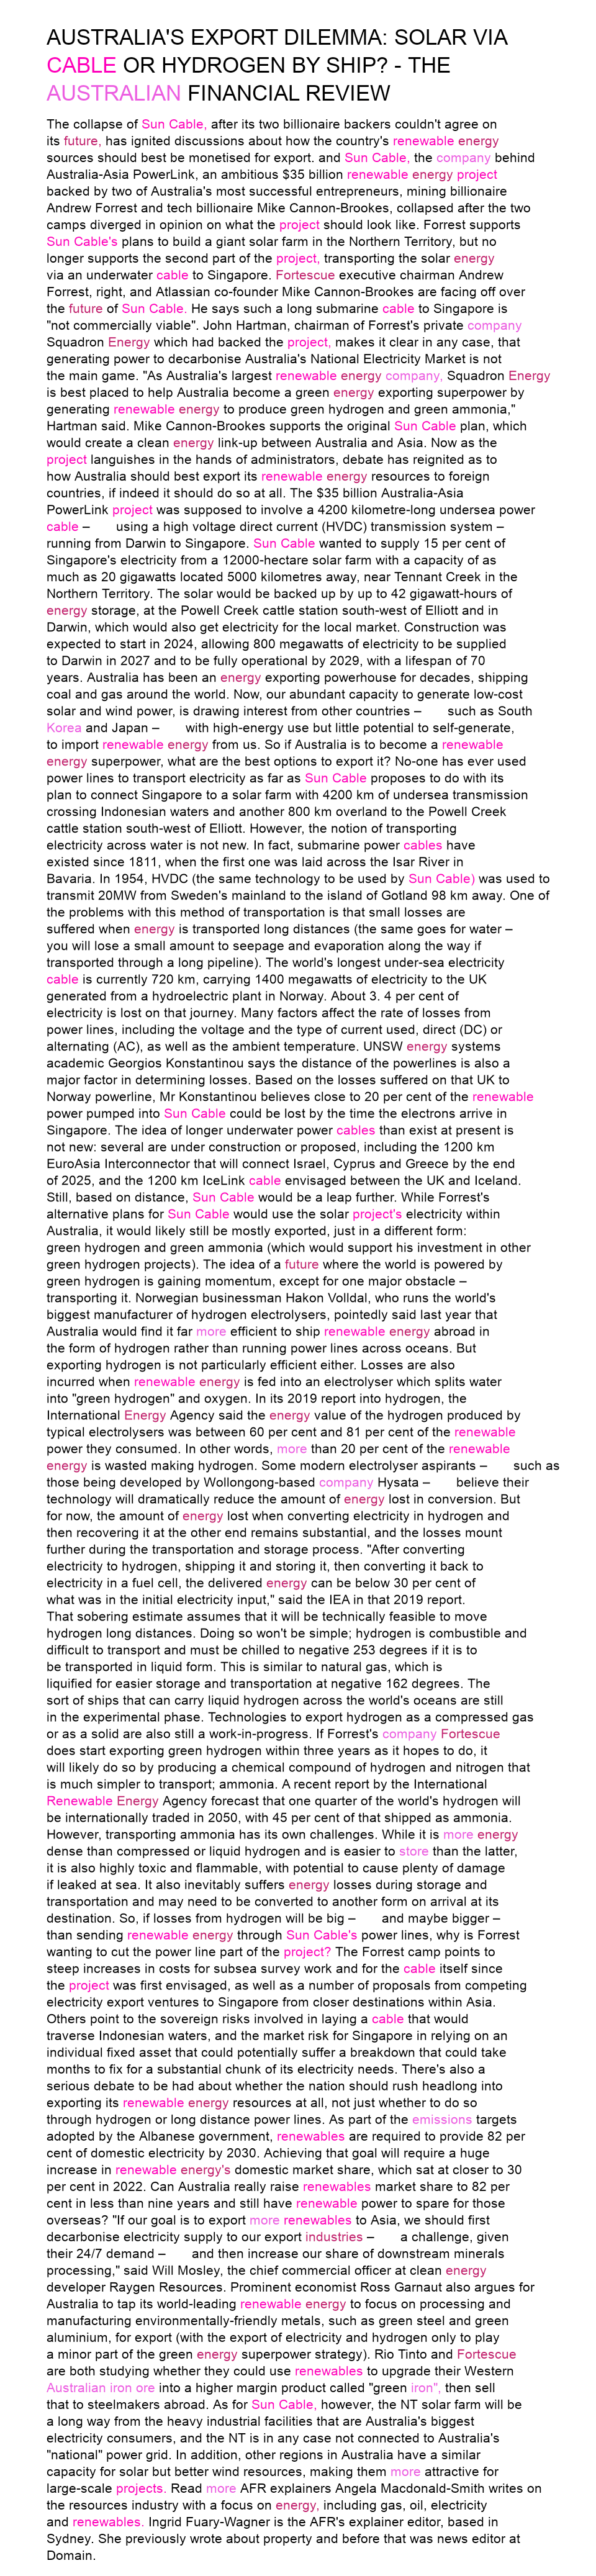 AUSTRALIA'S EXPORT DILEMMA: SOLAR VIA
CABLE OR HYDROGEN BY SHIP? - THE
AUSTRALIAN FINANCIAL REVIEW
The collapse of Sun Cable, after its two billionaire backers couldn't agree on
its future, has ignited discussions about how the country's renewable energy
sources should best be monetised for export. and Sun Cable, the company behind
Australia-Asia PowerLink, an ambitious $35 billion renewable energy project
backed by two of Australia's most successful entrepreneurs, mining billionaire
Andrew Forrest and tech billionaire Mike Cannon-Brookes, collapsed after the two
camps diverged in opinion on what the project should look like. Forrest supports
Sun Cable's plans to build a giant solar farm in the Northern Territory, but no
longer supports the second part of the project, transporting the solar energy
via an underwater cable to Singapore. Fortescue executive chairman Andrew
Forrest, right, and Atlassian co-founder Mike Cannon-Brookes are facing off over
the future of Sun Cable. He says such a long submarine cable to Singapore is
"not commercially viable". John Hartman, chairman of Forrest's private company
Squadron Energy which had backed the project, makes it clear in any case, that
generating power to decarbonise Australia's National Electricity Market is not
the main game. "As Australia's largest renewable energy company, Squadron Energy
is best placed to help Australia become a green energy exporting superpower by
generating renewable energy to produce green hydrogen and green ammonia,"
Hartman said. Mike Cannon-Brookes supports the original Sun Cable plan, which
would create a clean energy link-up between Australia and Asia. Now as the
project languishes in the hands of administrators, debate has reignited as to
how Australia should best export its renewable energy resources to foreign
countries, if indeed it should do so at all. The $35 billion Australia-Asia
PowerLink project was supposed to involve a 4200 kilometre-long undersea power
cable – using a high voltage direct current (HVDC) transmission system –
running from Darwin to Singapore. Sun Cable wanted to supply 15 per cent of
Singapore's electricity from a 12000-hectare solar farm with a capacity of as
much as 20 gigawatts located 5000 kilometres away, near Tennant Creek in the
Northern Territory. The solar would be backed up by up to 42 gigawatt-hours of
energy storage, at the Powell Creek cattle station south-west of Elliott and in
Darwin, which would also get electricity for the local market. Construction was
expected to start in 2024, allowing 800 megawatts of electricity to be supplied
to Darwin in 2027 and to be fully operational by 2029, with a lifespan of 70
years. Australia has been an energy exporting powerhouse for decades, shipping
coal and gas around the world. Now, our abundant capacity to generate low-cost
solar and wind power, is drawing interest from other countries – such as South
Korea and Japan – with high-energy use but little potential to self-generate,
to import renewable energy from us. So if Australia is to become a renewable
energy superpower, what are the best options to export it? No-one has ever used
power lines to transport electricity as far as Sun Cable proposes to do with its
plan to connect Singapore to a solar farm with 4200 km of undersea transmission
crossing Indonesian waters and another 800 km overland to the Powell Creek
cattle station south-west of Elliott. However, the notion of transporting
electricity across water is not new. In fact, submarine power cables have
existed since 1811, when the first one was laid across the Isar River in
Bavaria. In 1954, HVDC (the same technology to be used by Sun Cable) was used to
transmit 20MW from Sweden's mainland to the island of Gotland 98 km away. One of
the problems with this method of transportation is that small losses are
suffered when energy is transported long distances (the same goes for water –
you will lose a small amount to seepage and evaporation along the way if
transported through a long pipeline). The world's longest under-sea electricity
cable is currently 720 km, carrying 1400 megawatts of electricity to the UK
generated from a hydroelectric plant in Norway. About 3. 4 per cent of
electricity is lost on that journey. Many factors affect the rate of losses from
power lines, including the voltage and the type of current used, direct (DC) or
alternating (AC), as well as the ambient temperature. UNSW energy systems
academic Georgios Konstantinou says the distance of the powerlines is also a
major factor in determining losses. Based on the losses suffered on that UK to
Norway powerline, Mr Konstantinou believes close to 20 per cent of the renewable
power pumped into Sun Cable could be lost by the time the electrons arrive in
Singapore. The idea of longer underwater power cables than exist at present is
not new: several are under construction or proposed, including the 1200 km
EuroAsia Interconnector that will connect Israel, Cyprus and Greece by the end
of 2025, and the 1200 km IceLink cable envisaged between the UK and Iceland.
Still, based on distance, Sun Cable would be a leap further. While Forrest's
alternative plans for Sun Cable would use the solar project's electricity within
Australia, it would likely still be mostly exported, just in a different form:
green hydrogen and green ammonia (which would support his investment in other
green hydrogen projects). The idea of a future where the world is powered by
green hydrogen is gaining momentum, except for one major obstacle –
transporting it. Norwegian businessman Hakon Volldal, who runs the world's
biggest manufacturer of hydrogen electrolysers, pointedly said last year that
Australia would find it far more efficient to ship renewable energy abroad in
the form of hydrogen rather than running power lines across oceans. But
exporting hydrogen is not particularly efficient either. Losses are also
incurred when renewable energy is fed into an electrolyser which splits water
into "green hydrogen" and oxygen. In its 2019 report into hydrogen, the
International Energy Agency said the energy value of the hydrogen produced by
typical electrolysers was between 60 per cent and 81 per cent of the renewable
power they consumed. In other words, more than 20 per cent of the renewable
energy is wasted making hydrogen. Some modern electrolyser aspirants – such as
those being developed by Wollongong-based company Hysata – believe their
technology will dramatically reduce the amount of energy lost in conversion. But
for now, the amount of energy lost when converting electricity in hydrogen and
then recovering it at the other end remains substantial, and the losses mount
further during the transportation and storage process. "After converting
electricity to hydrogen, shipping it and storing it, then converting it back to
electricity in a fuel cell, the delivered energy can be below 30 per cent of
what was in the initial electricity input," said the IEA in that 2019 report.
That sobering estimate assumes that it will be technically feasible to move
hydrogen long distances. Doing so won't be simple; hydrogen is combustible and
difficult to transport and must be chilled to negative 253 degrees if it is to
be transported in liquid form. This is similar to natural gas, which is
liquified for easier storage and transportation at negative 162 degrees. The
sort of ships that can carry liquid hydrogen across the world's oceans are still
in the experimental phase. Technologies to export hydrogen as a compressed gas
or as a solid are also still a work-in-progress. If Forrest's company Fortescue
does start exporting green hydrogen within three years as it hopes to do, it
will likely do so by producing a chemical compound of hydrogen and nitrogen that
is much simpler to transport; ammonia. A recent report by the International
Renewable Energy Agency forecast that one quarter of the world's hydrogen will
be internationally traded in 2050, with 45 per cent of that shipped as ammonia.
However, transporting ammonia has its own challenges. While it is more energy
dense than compressed or liquid hydrogen and is easier to store than the latter,
it is also highly toxic and flammable, with potential to cause plenty of damage
if leaked at sea. It also inevitably suffers energy losses during storage and
transportation and may need to be converted to another form on arrival at its
destination. So, if losses from hydrogen will be big – and maybe bigger –
than sending renewable energy through Sun Cable's power lines, why is Forrest
wanting to cut the power line part of the project? The Forrest camp points to
steep increases in costs for subsea survey work and for the cable itself since
the project was first envisaged, as well as a number of proposals from competing
electricity export ventures to Singapore from closer destinations within Asia.
Others point to the sovereign risks involved in laying a cable that would
traverse Indonesian waters, and the market risk for Singapore in relying on an
individual fixed asset that could potentially suffer a breakdown that could take
months to fix for a substantial chunk of its electricity needs. There's also a
serious debate to be had about whether the nation should rush headlong into
exporting its renewable energy resources at all, not just whether to do so
through hydrogen or long distance power lines. As part of the emissions targets
adopted by the Albanese government, renewables are required to provide 82 per
cent of domestic electricity by 2030. Achieving that goal will require a huge
increase in renewable energy's domestic market share, which sat at closer to 30
per cent in 2022. Can Australia really raise renewables market share to 82 per
cent in less than nine years and still have renewable power to spare for those
overseas? "If our goal is to export more renewables to Asia, we should first
decarbonise electricity supply to our export industries – a challenge, given
their 24/7 demand – and then increase our share of downstream minerals
processing," said Will Mosley, the chief commercial officer at clean energy
developer Raygen Resources. Prominent economist Ross Garnaut also argues for
Australia to tap its world-leading renewable energy to focus on processing and
manufacturing environmentally-friendly metals, such as green steel and green
aluminium, for export (with the export of electricity and hydrogen only to play
a minor part of the green energy superpower strategy). Rio Tinto and Fortescue
are both studying whether they could use renewables to upgrade their Western
Australian iron ore into a higher margin product called "green iron", then sell
that to steelmakers abroad. As for Sun Cable, however, the NT solar farm will be
a long way from the heavy industrial facilities that are Australia's biggest
electricity consumers, and the NT is in any case not connected to Australia's
"national" power grid. In addition, other regions in Australia have a similar
capacity for solar but better wind resources, making them more attractive for
large-scale projects. Read more AFR explainers Angela Macdonald-Smith writes on
the resources industry with a focus on energy, including gas, oil, electricity
and renewables. Ingrid Fuary-Wagner is the AFR's explainer editor, based in
Sydney. She previously wrote about property and before that was news editor at
Domain.